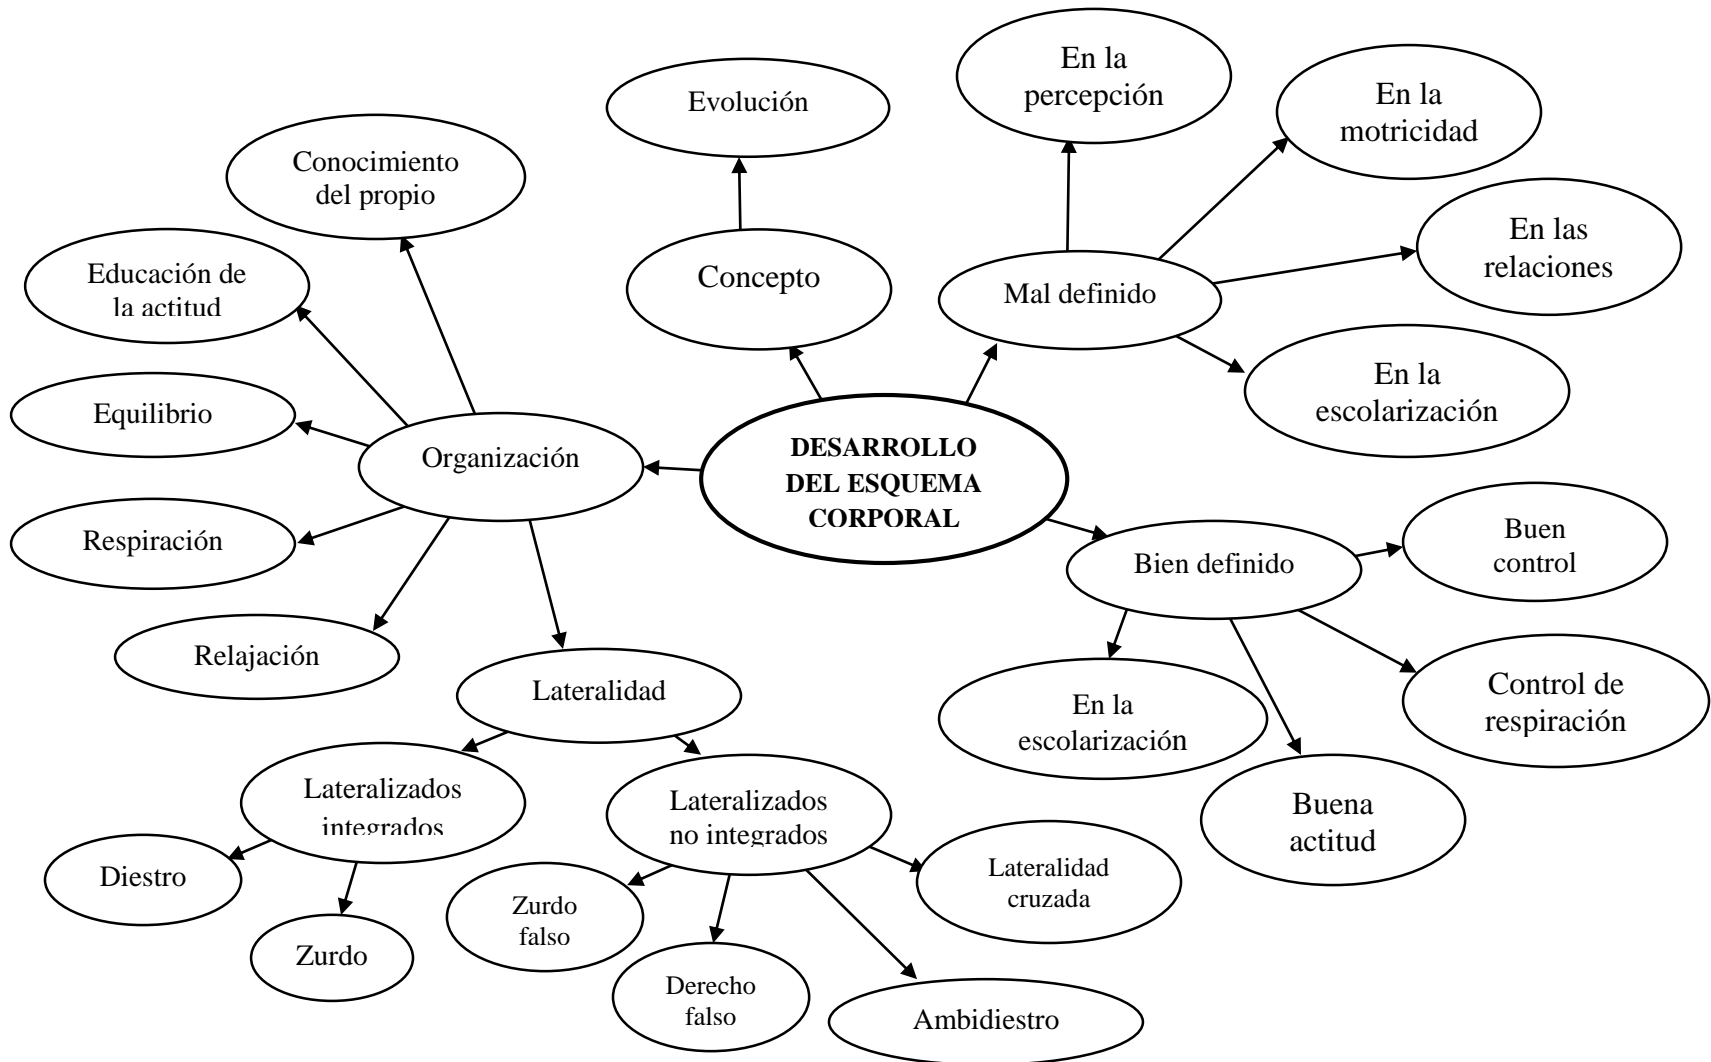 En la
percepción
Evolución
En la
motricidad
Conocimiento
del propio
En las
relaciones
Educación de
la actitud
Concepto
Mal definido
En la
escolarización
Equilibrio
Organización
DESARROLLO
DEL ESQUEMA
CORPORAL
Respiración
Bien definido
Buen
control
Relajación
Lateralidad
En la
escolarización
Control de
respiración
Lateralizados
integrados
Lateralizados
no integrados
Buena
actitud
Diestro
Zurdo
Zurdo
falso
Derecho
falso
Lateralidad
cruzada
Ambidiestro